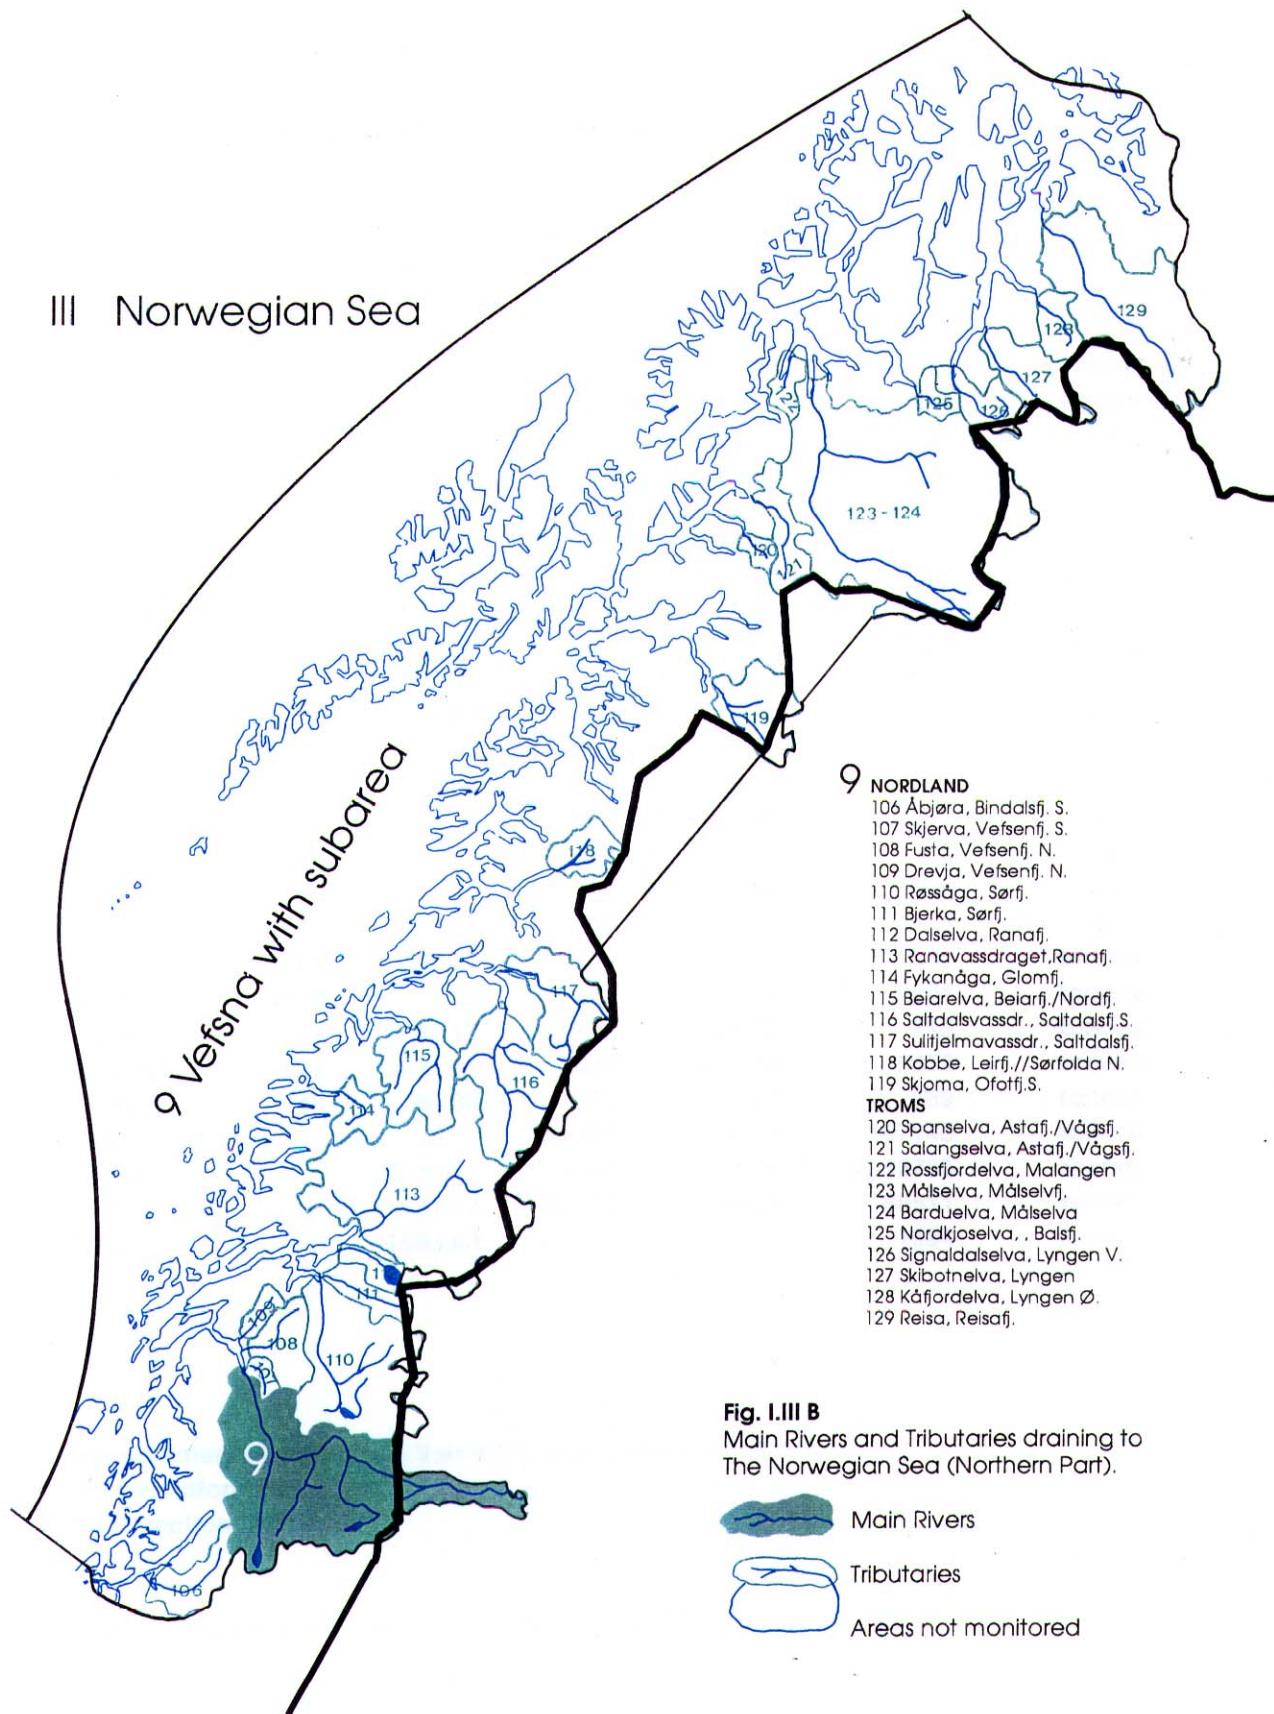 III Norwegian Sea
129
128
127
125
126
122
123 - 124
120
121
119
9 Vefsna with subarea
118
117
115
116
114
113
111
109
108
110
9
106
9 NORDLAND
106 Åbjøra, Bindalsfj. S.
107 Skjerva, Vefsenfj. S.
108 Fusta, Vefsenfj. N.
109 Drevja, Vefsenfj. N.
110 Røssåga, Sørfj.
111 Bjerka, Sørfj.
112 Dalselva, Ranafj.
113 Ranavassdraget,Ranafj.
114 Fykanåga, Glomfj.
115 Beiarelva, Beiarfj./Nordfj.
116 Saltdalsvassdr., Saltdalsfj.S.
117 Sulitjelmavassdr., Saltdalsfj.
118 Kobbe, Leirfj.//Sørfolda N.
119 Skjoma, Ofotfj.S.
TROMS
120 Spanselva, Astafj./Vågsfj.
121 Salangselva, Astafj./Vågsfj.
122 Rossfjordelva, Malangen
123 Målselva, Målselvfj.
124 Barduelva, Målselva
125 Nordkjoselva, , Balsfj.
126 Signaldalselva, Lyngen V.
127 Skibotnelva, Lyngen
128 Kåfjordelva, Lyngen Ø.
129 Reisa, Reisafj.
Fig. I.III B
Main Rivers and Tributaries draining to
The Norwegian Sea (Northern Part).
Main Rivers
Tributaries
Areas not monitored